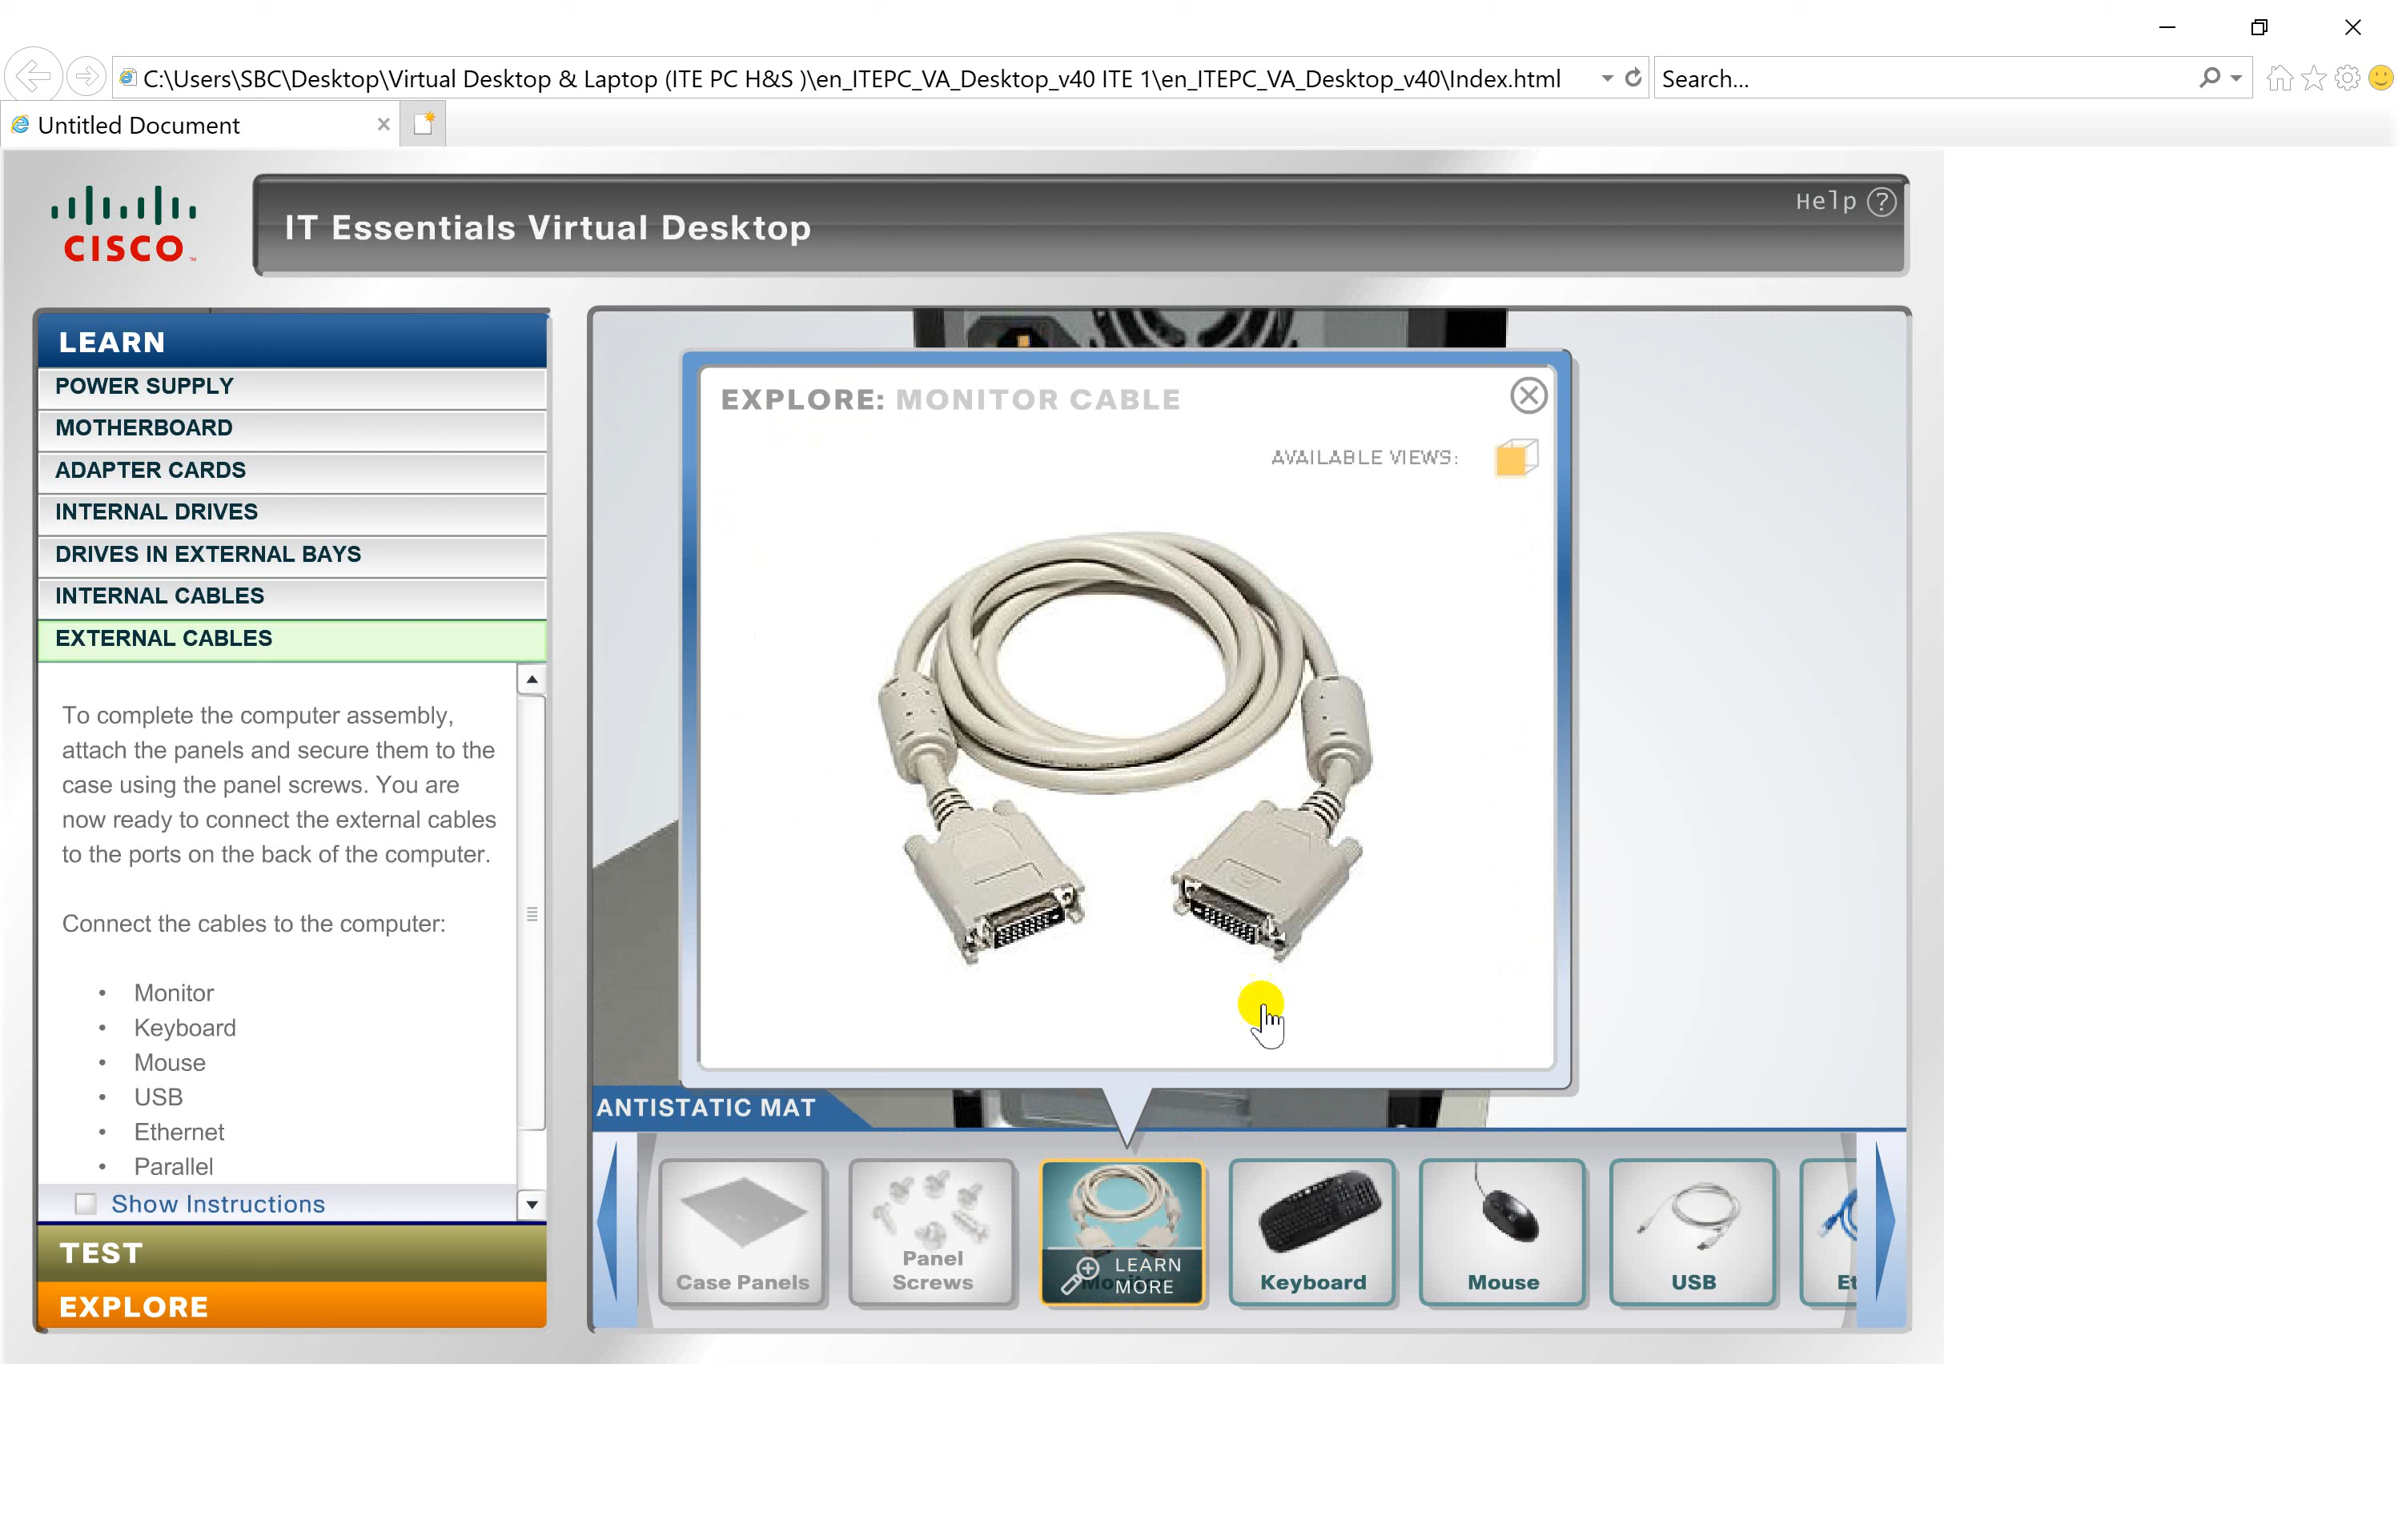 C:\Users\SBC\Desktop\Virtual Desktop & Laptop (ITE PC H&S )\en_ITEPC_VA_Desktop_v40 ITE 1\en_ITEPC_VA_Desktop_v40\Index.html
Search...
Untitled Document
CISCO
IT Essentials Virtual Desktop
Help ?
LEARN
POWER SUPPLY
MOTHERBOARD
ADAPTER CARDS
INTERNAL DRIVES
DRIVES IN EXTERNAL BAYS
INTERNAL CABLES
EXTERNAL CABLES
To complete the computer assembly,
attach the panels and secure them to the
case using the panel screws. You are
now ready to connect the external cables
to the ports on the back of the computer.
Connect the cables to the computer:
• Monitor
• Keyboard
• Mouse
• USB
• Ethernet
• Parallel
Show Instructions
TEST
EXPLORE
EXPLORE: MONITOR CABLE
AVAILABLE VIEWS:
ANTISTATIC MAT
Case Panels
Panel
Screws
LEARN
MORE
Keyboard
Mouse
USB
Et